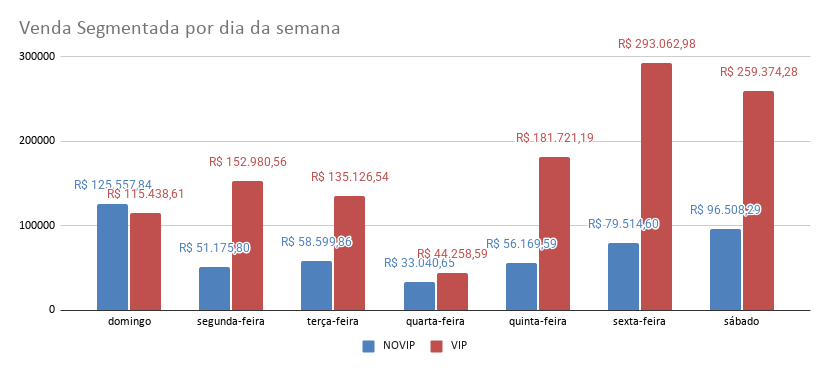 Venda Segmentada por dia da semana
300000
200000
100000
0
R$ 125.557,84
R$ 115.438,61
R$ 51.175,80
R$ 152.980,56
R$ 58.599,86
R$ 135.126,54
R$ 33.040,65
R$ 44.258,59
R$ 56.169,59
R$ 181.721,19
R$ 79.514,60
R$ 293.062,98
R$ 96.508,29
R$ 259.374,28
domingo
segunda-feira
terça-feira
quarta-feira
quinta-feira
sexta-feira
sábado
NOVIP
VIP